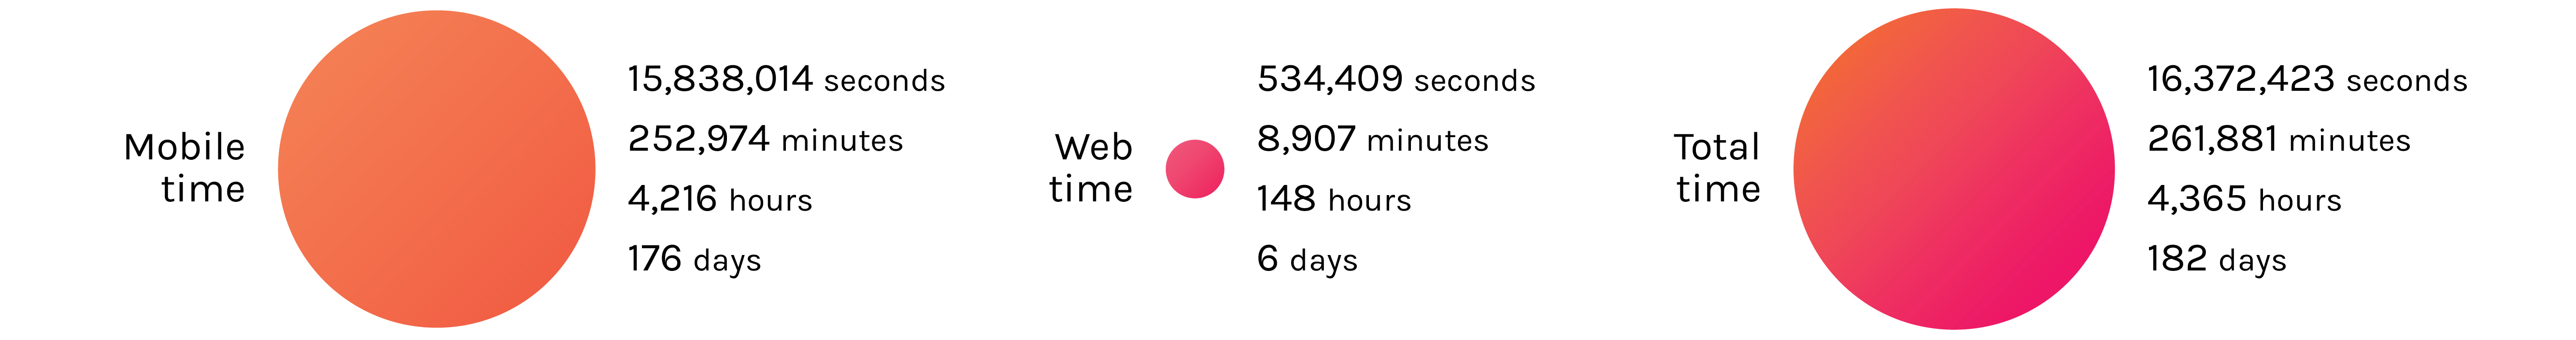 Mobile
time
15,838,014 seconds
252,974 minutes
4,216 hours
176 days
Web
time
534,409 seconds
8,907 minutes
148 hours
6 days
Total
time
16,372,423 seconds
261,881 minutes
4,365 hours
182 days